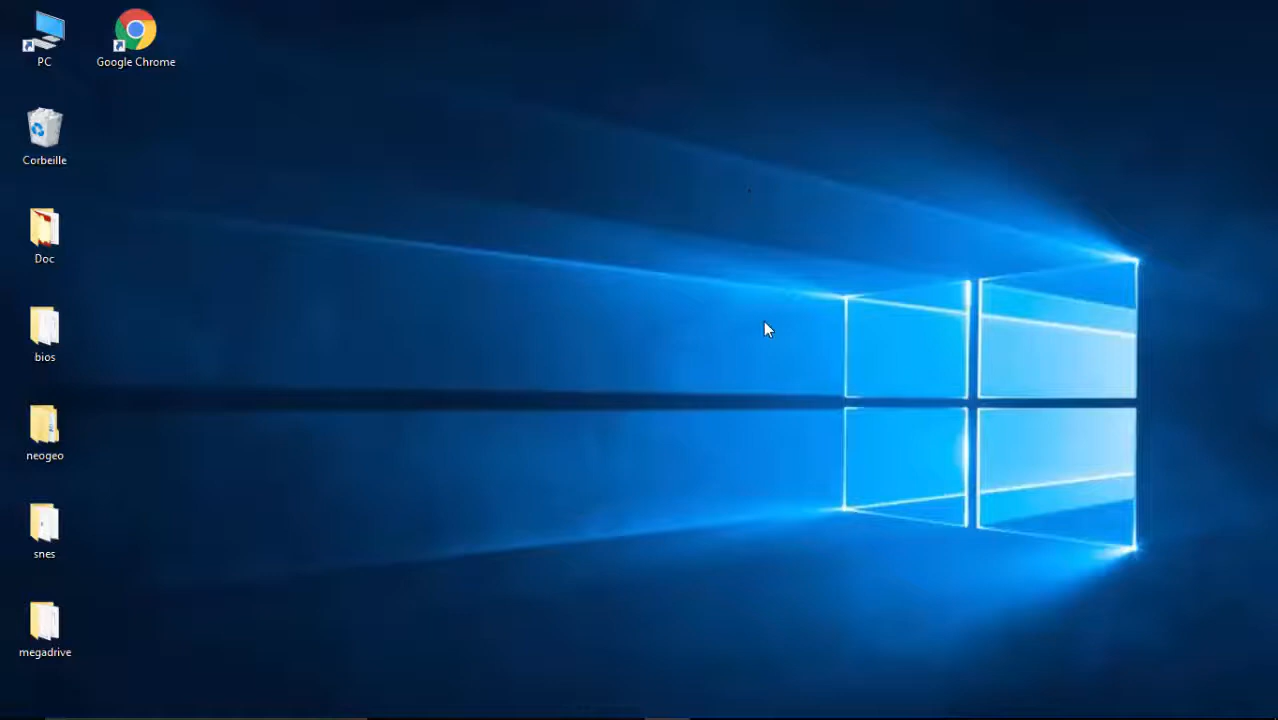 PC
Google Chrome
Corbeille
Doc
bios
neogeo
snes
megadrive